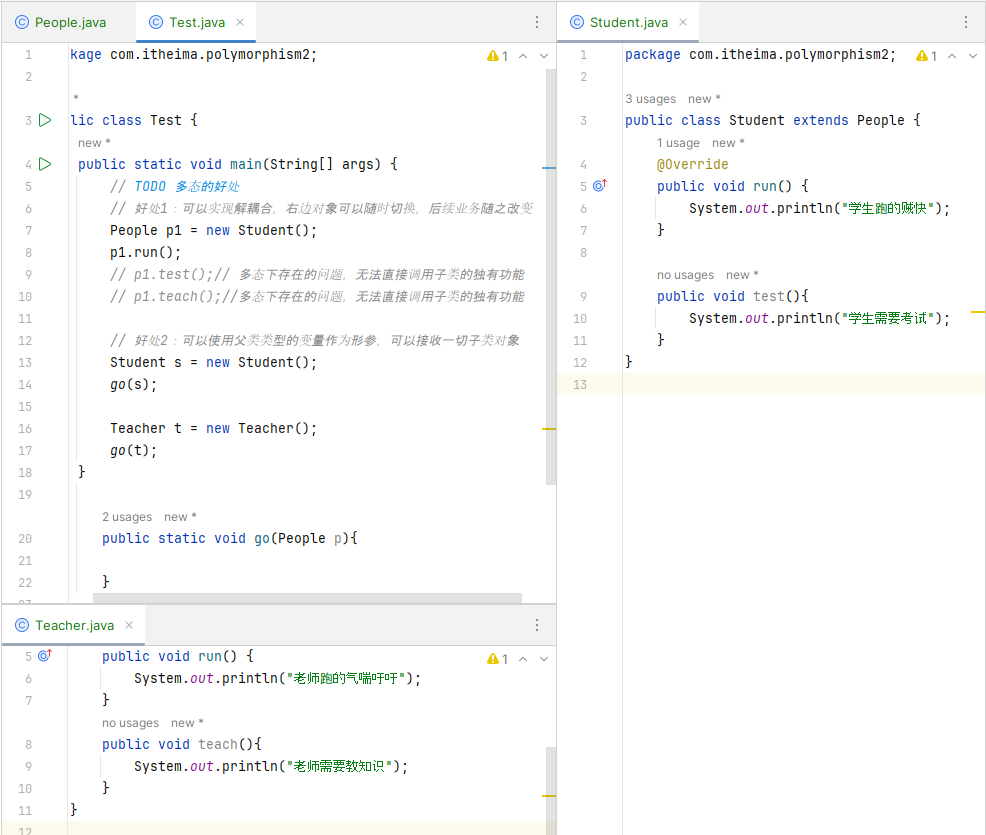 People.java
Test.java
1 kage com.itheima.polymorphism2;
1
2
*
3 lic class Test {
new *
4 public static void main(String[] args) {
5 // TODO 多态的好处
6 // 好处1：可以实现解耦合，右边对象可以随时切换，后续业务随之改变
7 People p1 = new Student();
8 p1.run();
9 // p1.test();// 多态下存在的问题，无法直接调用子类的独有功能
10 // p1.teach();//多态下存在的问题，无法直接调用子类的独有功能
11
12 // 好处2：可以使用父类类型的变量作为形参，可以接收一切子类对象
13 Student s = new Student();
14 go(s);
15
16 Teacher t = new Teacher();
17 go(t);
18 }
19
2 usages new *
20 public static void go(People p){
21
22 }
23
Teacher.java
5 public void run() {
1
6 System.out.println("老师跑的气喘吁吁");
7 }
no usages new *
8 public void teach(){
9 System.out.println("老师需要教知识");
10 }
11 }
12
Student.java
1 package com.itheima.polymorphism2;
1
2
3 usages new *
3 public class Student extends People {
1 usage new *
4 @Override
5 public void run() {
6 System.out.println("学生跑的贼快");
7 }
8
no usages new *
9 public void test(){
10 System.out.println("学生需要考试");
11 }
12 }
13